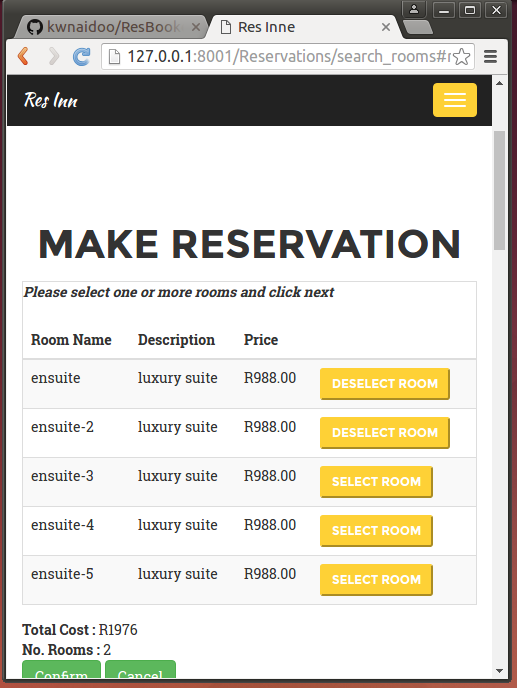 kwnaidoo/ResBook
Res Inne
127.0.0.1:8001/Reservations/search_rooms#r
Res Inn
MAKE RESERVATION
Please select one or more rooms and click next
Room Name Description Price
ensuite luxury suite R988.00 DESELECT ROOM
ensuite-2 luxury suite R988.00 DESELECT ROOM
ensuite-3 luxury suite R988.00 SELECT ROOM
ensuite-4 luxury suite R988.00 SELECT ROOM
ensuite-5 luxury suite R988.00 SELECT ROOM
Total Cost : R1976
No. Rooms : 2
Confirm Cancel